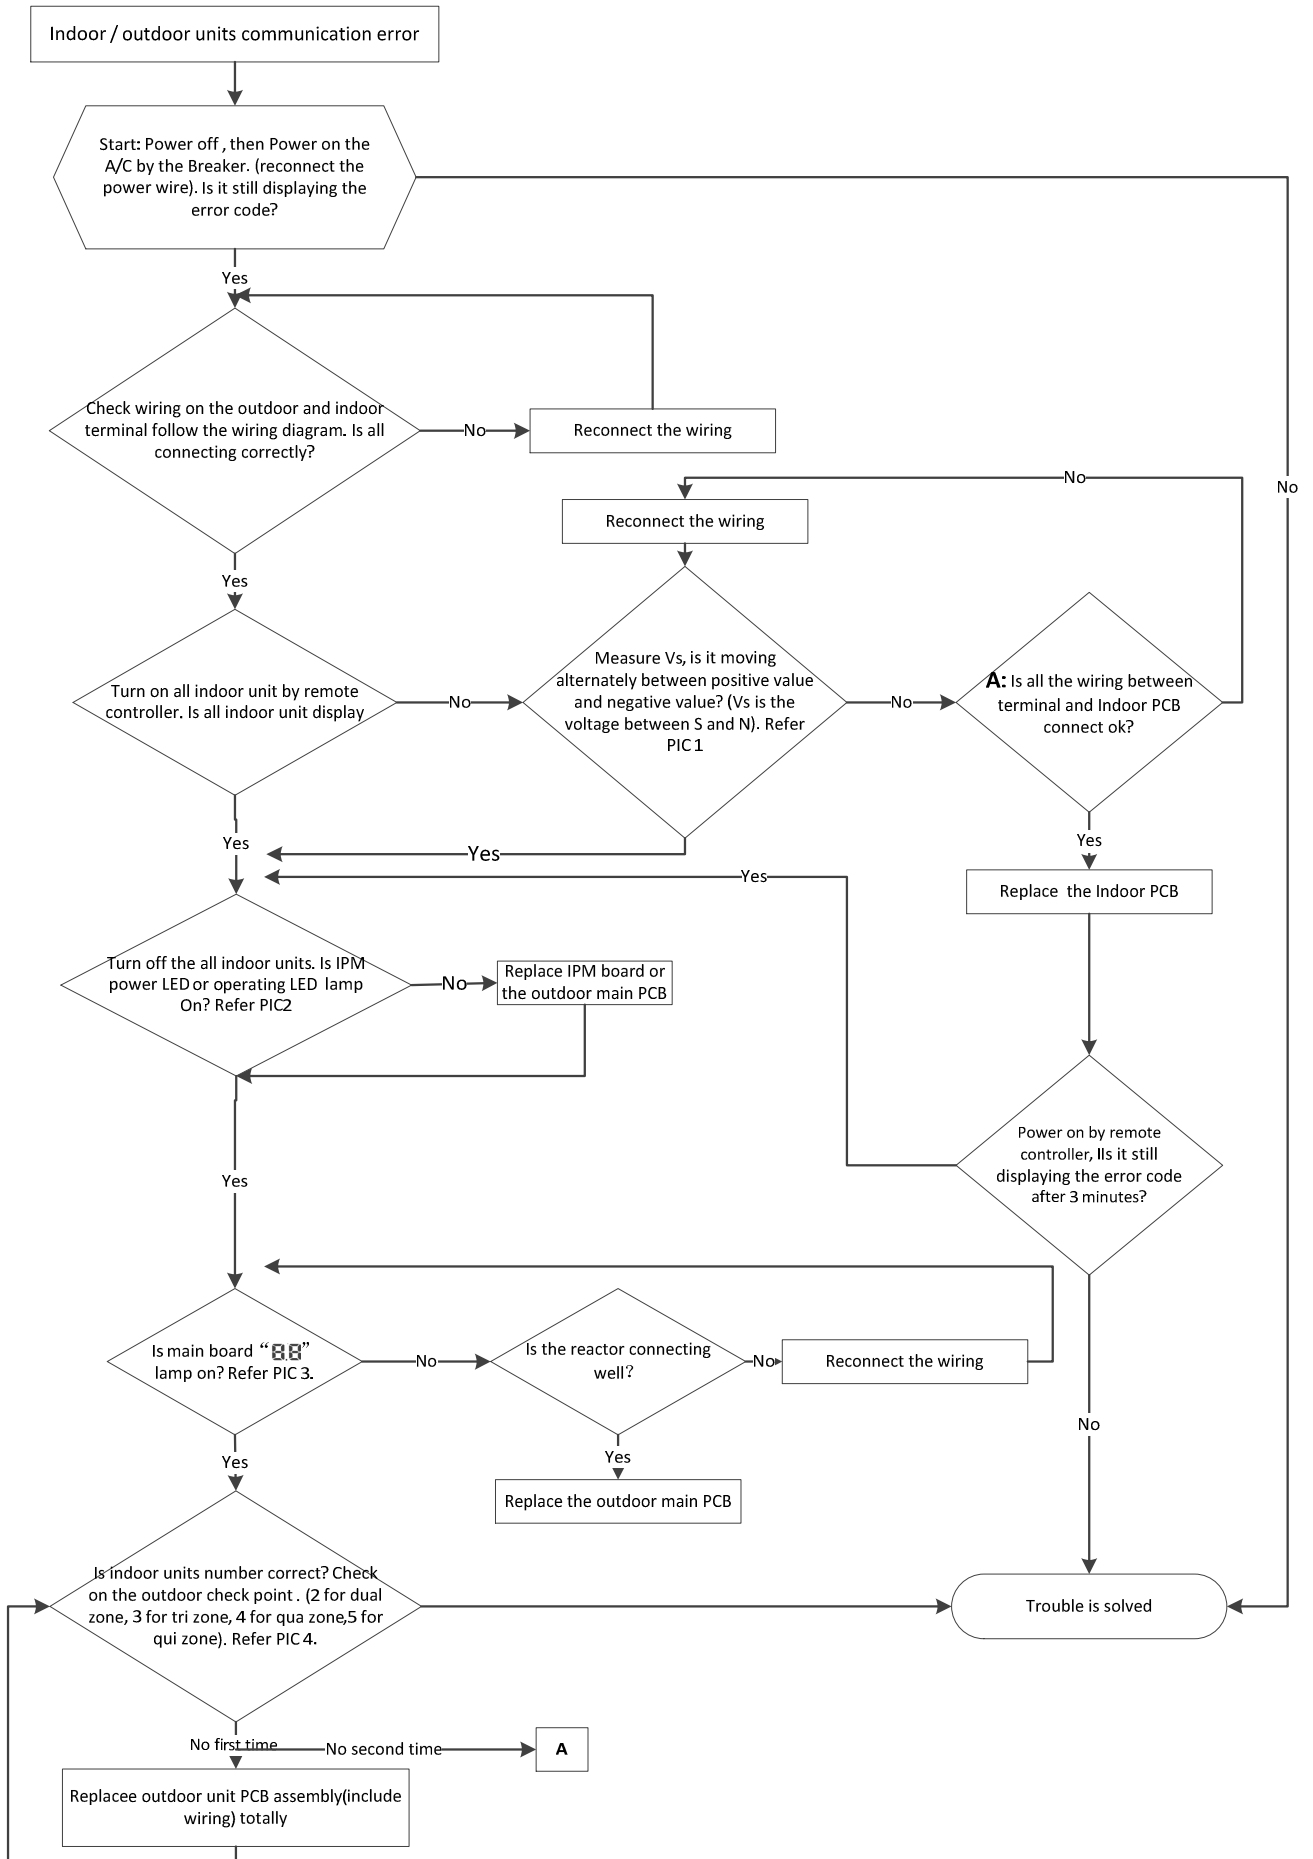 Indoor / outdoor units communication error
Start: Power off , then Power on the
A/C by the Breaker. (reconnect the
power wire). Is it still displaying the
error code?
Yes
No
Check wiring on the outdoor and indoor
terminal follow the wiring diagram. Is all
connecting correctly?
No
Reconnect the wiring
Yes
No
Reconnect the wiring
Turn on all indoor unit by remote
controller. Is all indoor unit display
No
Measure Vs, is it moving
alternately between positive value
and negative value? (Vs is the
voltage between S and N). Refer
PIC 1
No
A: Is all the wiring between
terminal and Indoor PCB
connect ok?
Yes
Yes
Yes
Yes
Replace the Indoor PCB
Turn off the all indoor units. Is IPM
power LED or operating LED lamp
On? Refer PIC2
No
Replace IPM board or
the outdoor main PCB
Yes
Power on by remote
controller, IIs it still
displaying the error code
after 3 minutes?
No
Is main board “8.8”
lamp on? Refer PIC 3.
No
Is the reactor connecting
well?
No
Reconnect the wiring
Yes
Yes
Replace the outdoor main PCB
Is indoor units number correct? Check
on the outdoor check point . (2 for dual
zone, 3 for tri zone, 4 for qua zone,5 for
qui zone). Refer PIC 4.
Trouble is solved
No first time
No second time
A
Replacee outdoor unit PCB assembly(include
wiring) totally